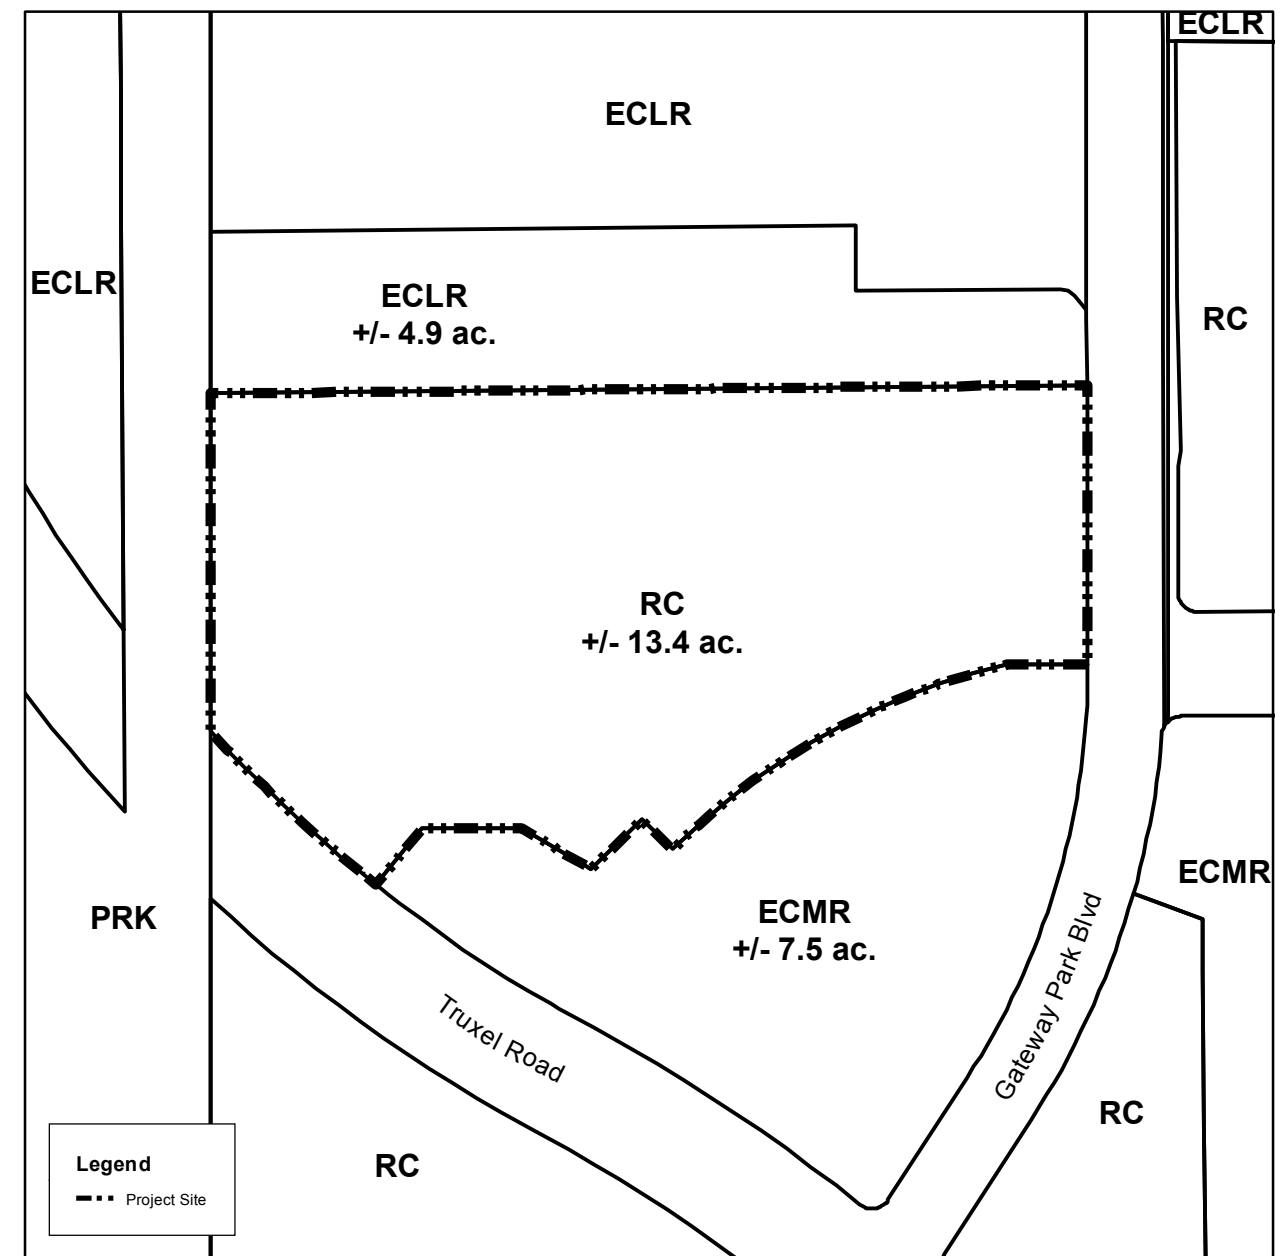 ECLR
ECLR
ECLR
ECLR
+/- 4.9 ac.
RC
RC
+/- 13.4 ac.
ECMR
PRK
ECMR
+/- 7.5 ac.
Gateway Park Blvd
Truxel Road
RC
RC
Legend
Project Site